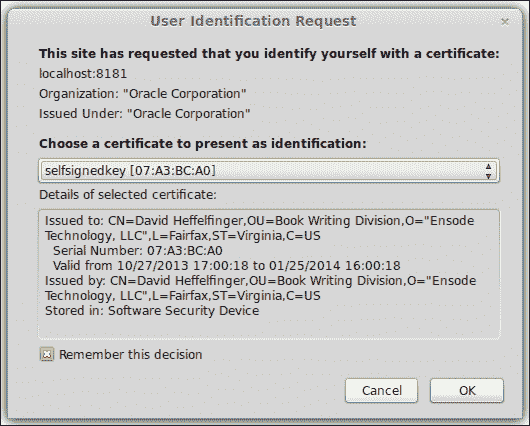 User Identification Request
This site has requested that you identify yourself with a certificate:
localhost:8181
Organization: "Oracle Corporation"
Issued Under: "Oracle Corporation"
Choose a certificate to present as identification:
selfsignedkey [07:A3:BC:A0]
Details of selected certificate:
Issued to: CN=David Heffelfinger,OU=Book Writing Division,O="Ensode
Technology, LLC",L=Fairfax,ST=Virginia,C=US
Serial Number: 07:A3:BC:A0
Valid from 10/27/2013 17:00:18 to 01/25/2014 16:00:18
Issued by: CN=David Heffelfinger,OU=Book Writing Division,O="Ensode
Technology, LLC",L=Fairfax,ST=Virginia,C=US
Stored in: Software Security Device
Remember this decision
Cancel OK